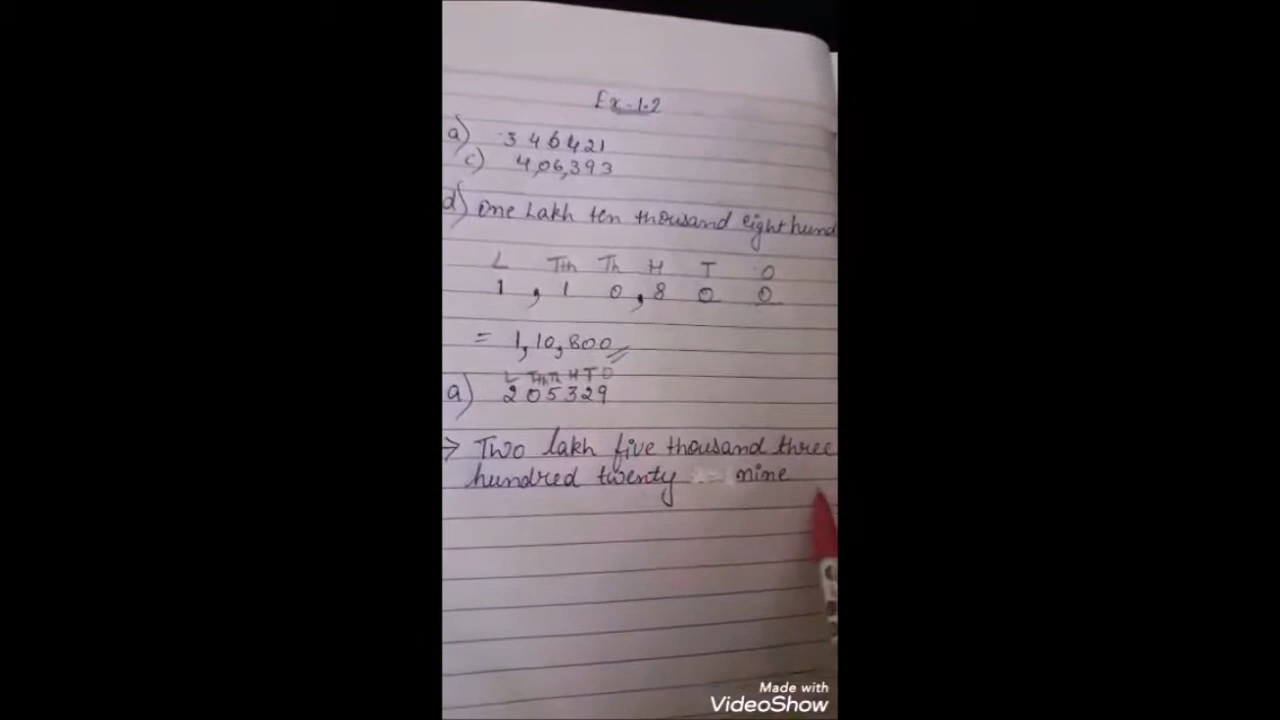 Ex-1.2
a) 346421
c) 4,06,393
d) One Lakh ten thousand eight hund
L Tth Th H T O
1 , 1 0 , 8 0 0
= 1,10,800
L Tth Th H T O
a) 205329
→ Two lakh five thousand three
hundred twenty nine
Made with
VideoShow